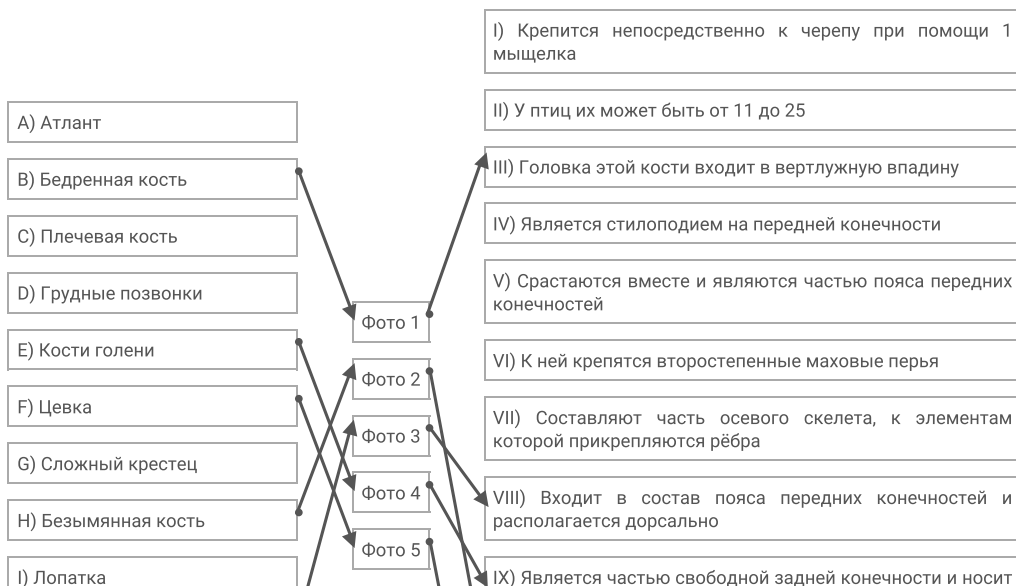 A) Атлант
B) Бедренная кость
C) Плечевая кость
D) Грудные позвонки
E) Кости голени
F) Цевка
G) Сложный крестец
H) Безымянная кость
I) Лопатка
Фото 1
Фото 2
Фото 3
Фото 4
Фото 5
I) Крепится непосредственно к черепу при помощи 1
мыщелка
II) У птиц их может быть от 11 до 25
III) Головка этой кости входит в вертлужную впадину
IV) Является стилоподием на передней конечности
V) Срастаются вместе и являются частью пояса передних
конечностей
VI) К ней крепятся второстепенные маховые перья
VII) Составляют часть осевого скелета, к элементам
которой прикрепляются рёбра
VIII) Входит в состав пояса передних конечностей и
располагается дорсально
IX) Является частью свободной задней конечности и носит